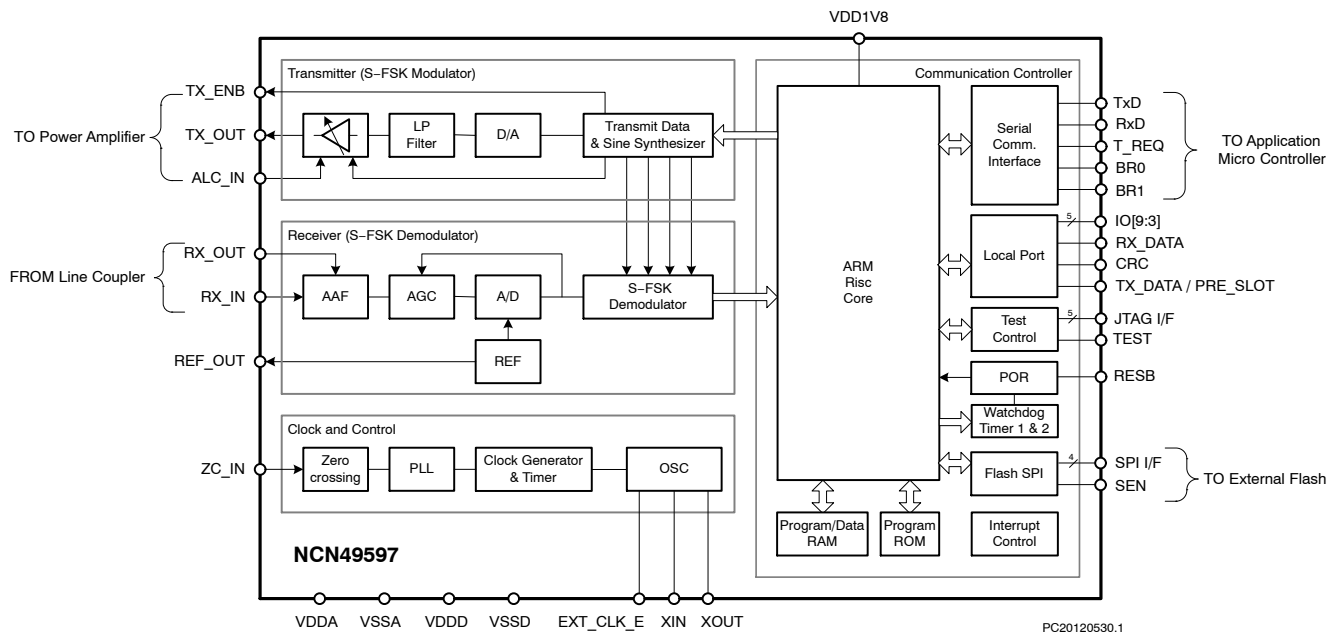 VDD1V8
Transmitter (S−FSK Modulator)
Communication Controller
TX_ENB
TO Power Amplifier
TX_OUT
ALC_IN
LP
Filter
D/A
Transmit Data
& Sine Synthesizer
Serial
Comm.
Interface
TxD
RxD
T_REQ
BR0
BR1
TO Application
Micro Controller
Receiver (S−FSK Demodulator)
RX_OUT
FROM Line Coupler
RX_IN
REF_OUT
AAF
AGC
A/D
S−FSK
Demodulator
REF
ARM
Risc
Core
Local Port
5
IO[9:3]
RX_DATA
CRC
TX_DATA / PRE_SLOT
Test
Control
5
JTAG I/F
TEST
POR
RESB
Watchdog
Timer 1 & 2
Clock and Control
ZC_IN
Zero
crossing
PLL
Clock Generator
& Timer
OSC
Flash SPI
4
SPI I/F
SEN
TO External Flash
Program/Data
RAM
Program
ROM
Interrupt
Control
NCN49597
VDDA
VSSA
VDDD
VSSD
EXT_CLK_E
XIN
XOUT
PC20120530.1